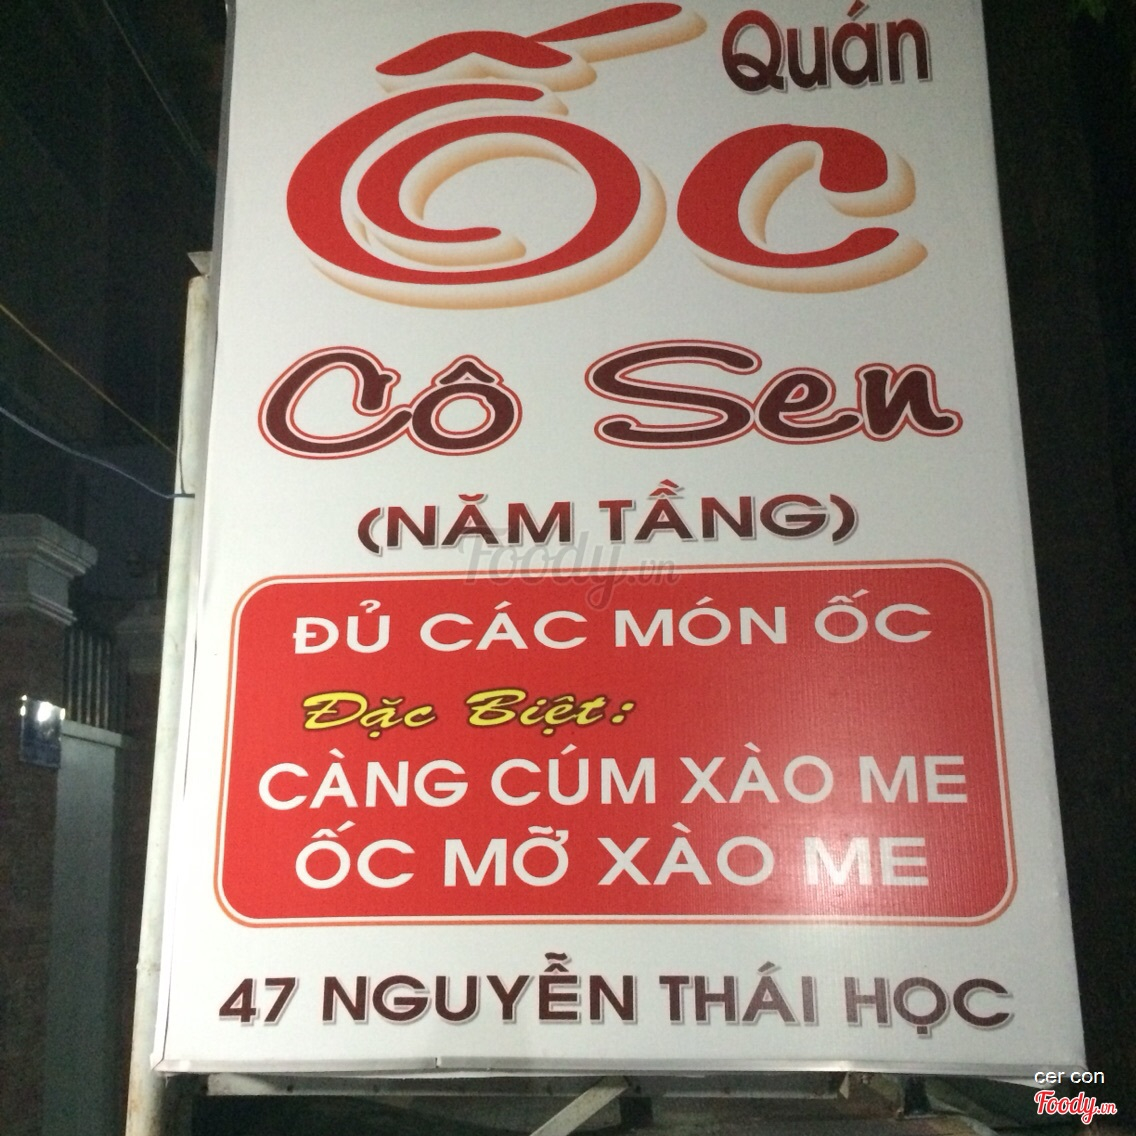 Quán
Ốc
Cô Sen
(NĂM TẦNG)
Foody.vn
ĐỦ CÁC MÓN ỐC
Đặc Biệt:
CÀNG CÚM XÀO ME
ỐC MỠ XÀO ME
47 NGUYỄN THÁI HỌC
cer con
Foody.vn